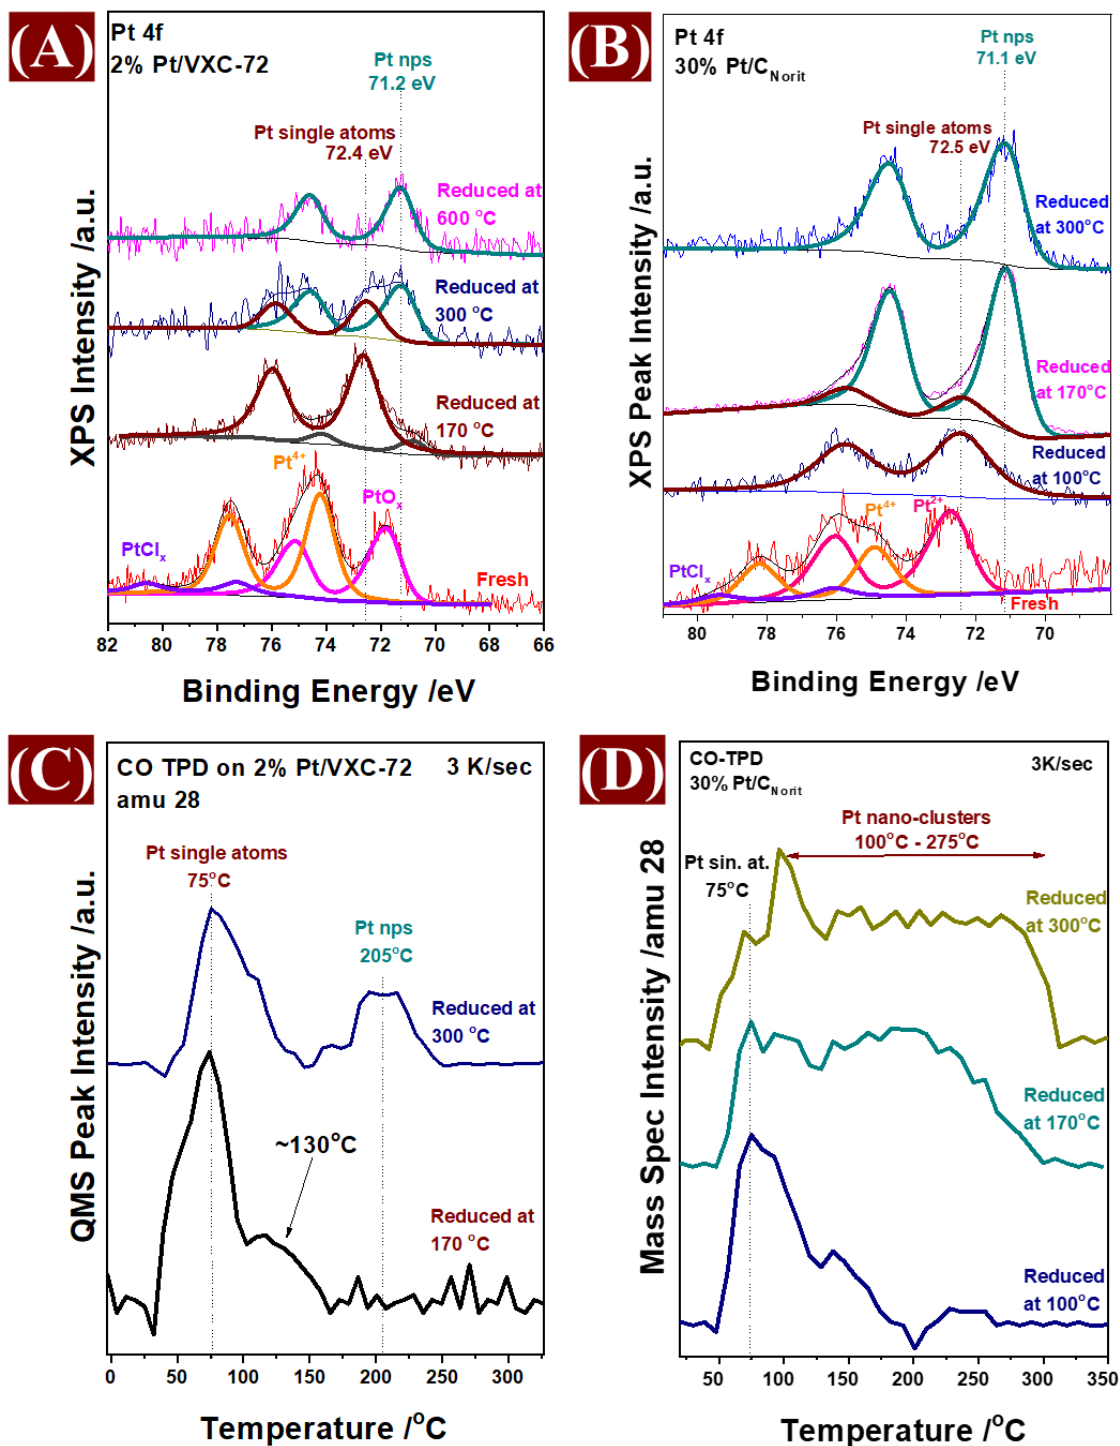 (A)
Pt 4f
2% Pt/VXC-72
Pt nps
71.2 eV
Pt single atoms
72.4 eV
Reduced at
600 °C
Reduced at
300 °C
Reduced at
170 °C
Pt⁴⁺
PtOₓ
PtClₓ
Fresh
XPS Intensity /a.u.
82 80 78 76 74 72 70 68 66
Binding Energy /eV
(B)
Pt 4f
30% Pt/C_Norit
Pt nps
71.1 eV
Pt single atoms
72.5 eV
Reduced
at 300°C
Reduced
at 170°C
Reduced
at 100°C
Pt⁴⁺
Pt²⁺
PtClₓ
Fresh
XPS Peak Intensity /a.u.
80 78 76 74 72 70
Binding Energy /eV
(C)
CO TPD on 2% Pt/VXC-72 3 K/sec
amu 28
Pt single atoms
75°C
Pt nps
205°C
Reduced at
300 °C
~130°C
Reduced at
170 °C
QMS Peak Intensity /a.u.
0 50 100 150 200 250 300
Temperature /°C
(D)
CO-TPD 3K/sec
30% Pt/C_Norit
Pt nano-clusters
100°C - 275°C
Pt sin. at.
75°C
Reduced
at 300°C
Reduced
at 170°C
Reduced
at 100°C
Mass Spec Intensity /amu 28
50 100 150 200 250 300 350
Temperature /°C